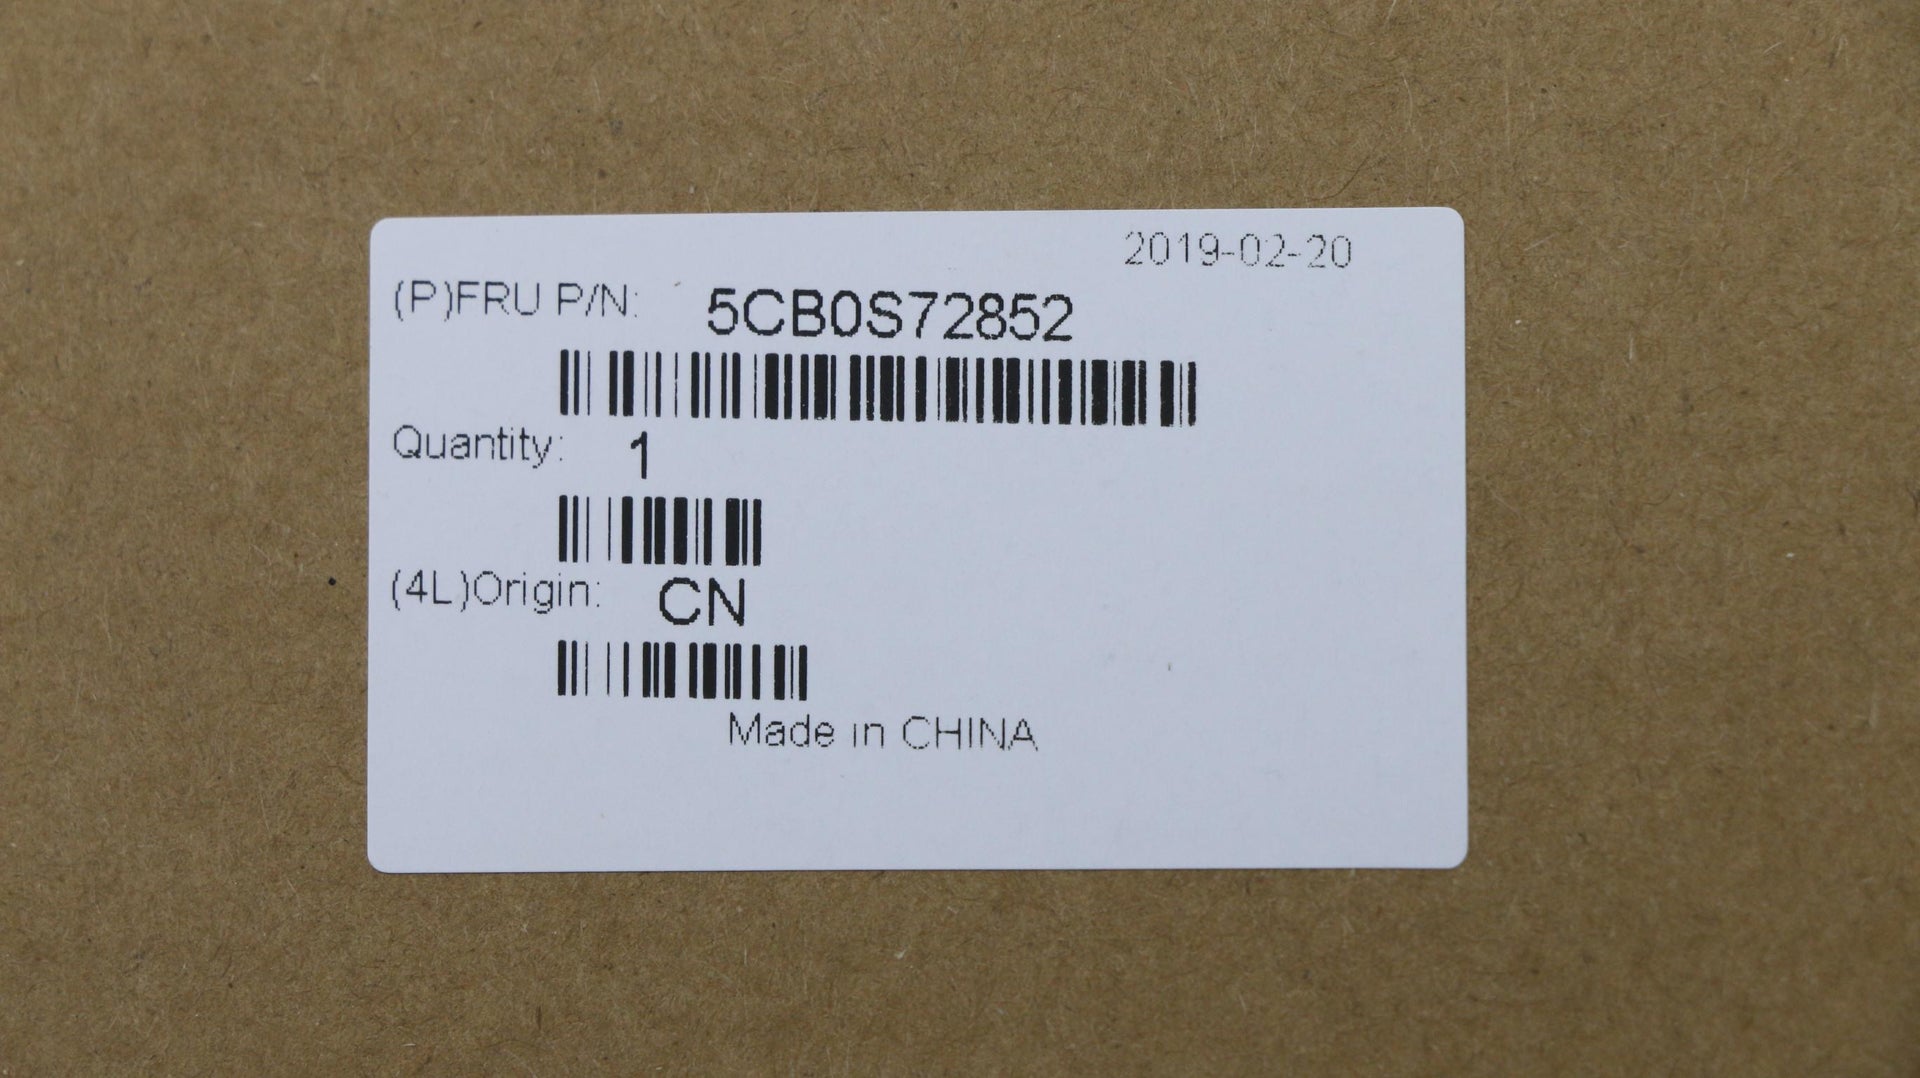 2019-02-20
(P)FRU P/N: 5CB0S72852
Quantity: 1
(4L)Origin: CN
Made in CHINA